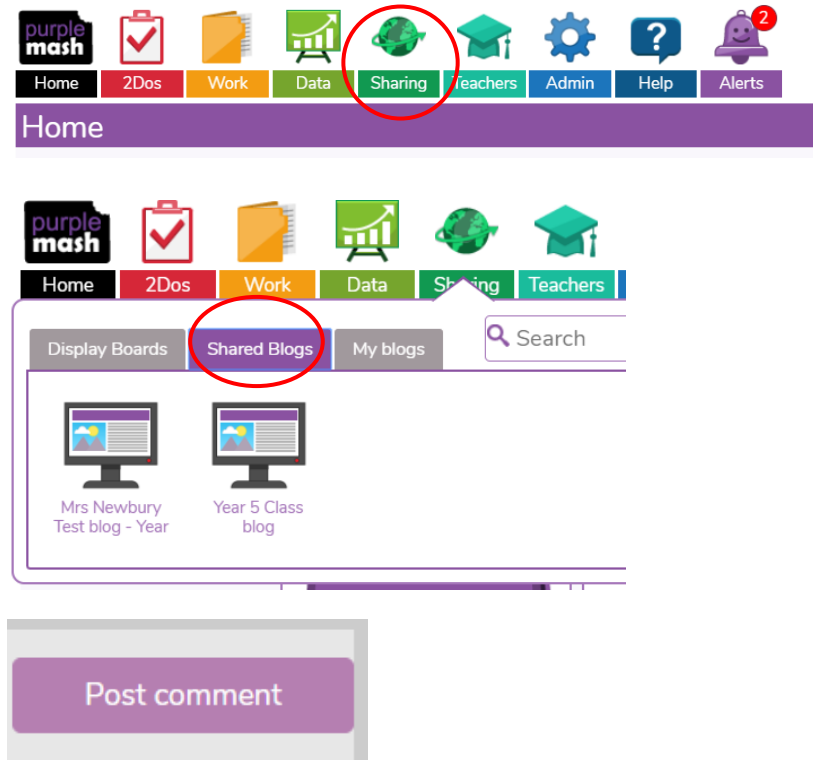 purple
mash
2
Home 2Dos Work Data Sharing Teachers Admin Help Alerts
Home
purple
mash
Home 2Dos Work Data Sharing Teachers
Display Boards Shared Blogs My blogs Search
Mrs Newbury Year 5 Class
Test blog - Year blog
Post comment